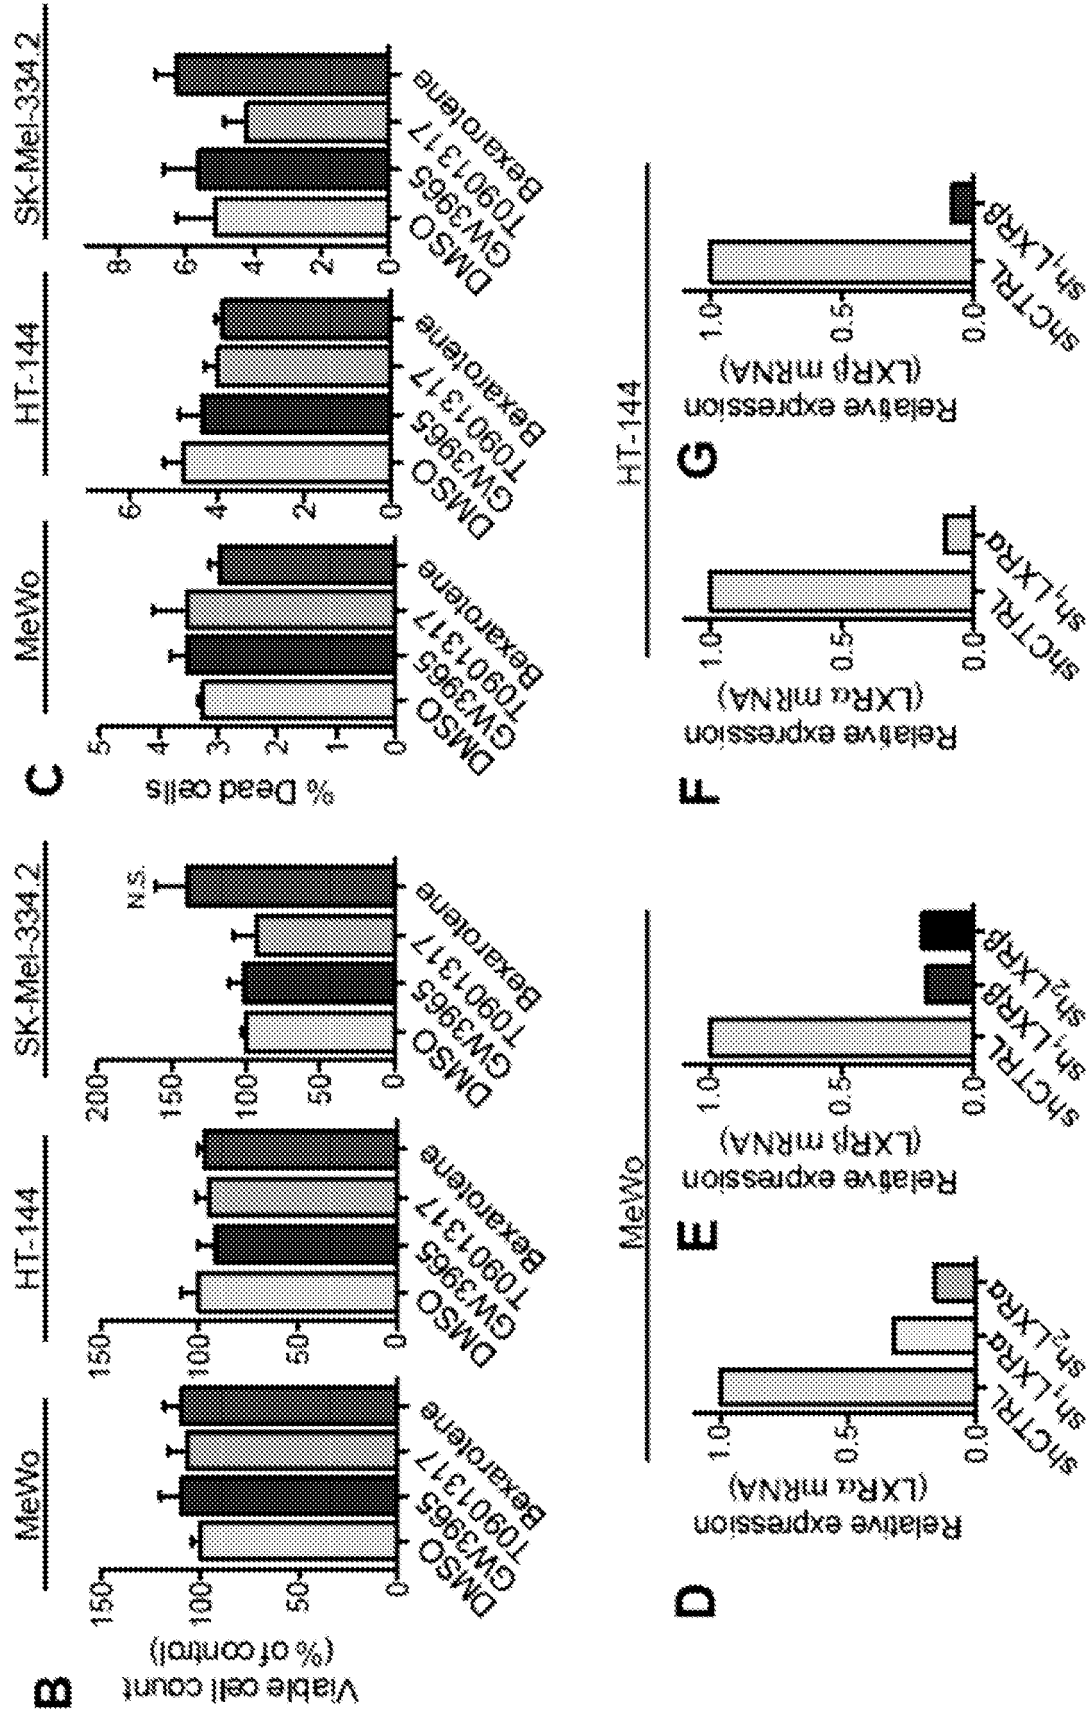 B
Viable cell count
(% of control)
MeWo
150
100
50
0
DMSO
GW3965
T0901317
Bexarotene
HT-144
150
100
50
0
DMSO
GW3965
T0901317
Bexarotene
SK-Mel-334.2
200
150
100
50
0
N.S.
DMSO
GW3965
T0901317
Bexarotene
C
% Dead cells
MeWo
5
4
3
2
1
0
DMSO
GW3965
T0901317
Bexarotene
HT-144
6
4
2
0
DMSO
GW3965
T0901317
Bexarotene
SK-Mel-334.2
8
6
4
2
0
DMSO
GW3965
T0901317
Bexarotene
MeWo
D
Relative expression
(LXRα mRNA)
1.0
0.5
0.0
shCTRL
sh₁LXRα
sh₂LXRα
E
Relative expression
(LXRβ mRNA)
1.0
0.5
0.0
shCTRL
sh₁LXRβ
sh₂LXRβ
HT-144
F
Relative expression
(LXRα mRNA)
1.0
0.5
0.0
shCTRL
sh₁LXRα
G
Relative expression
(LXRβ mRNA)
1.0
0.5
0.0
shCTRL
sh₁LXRβ